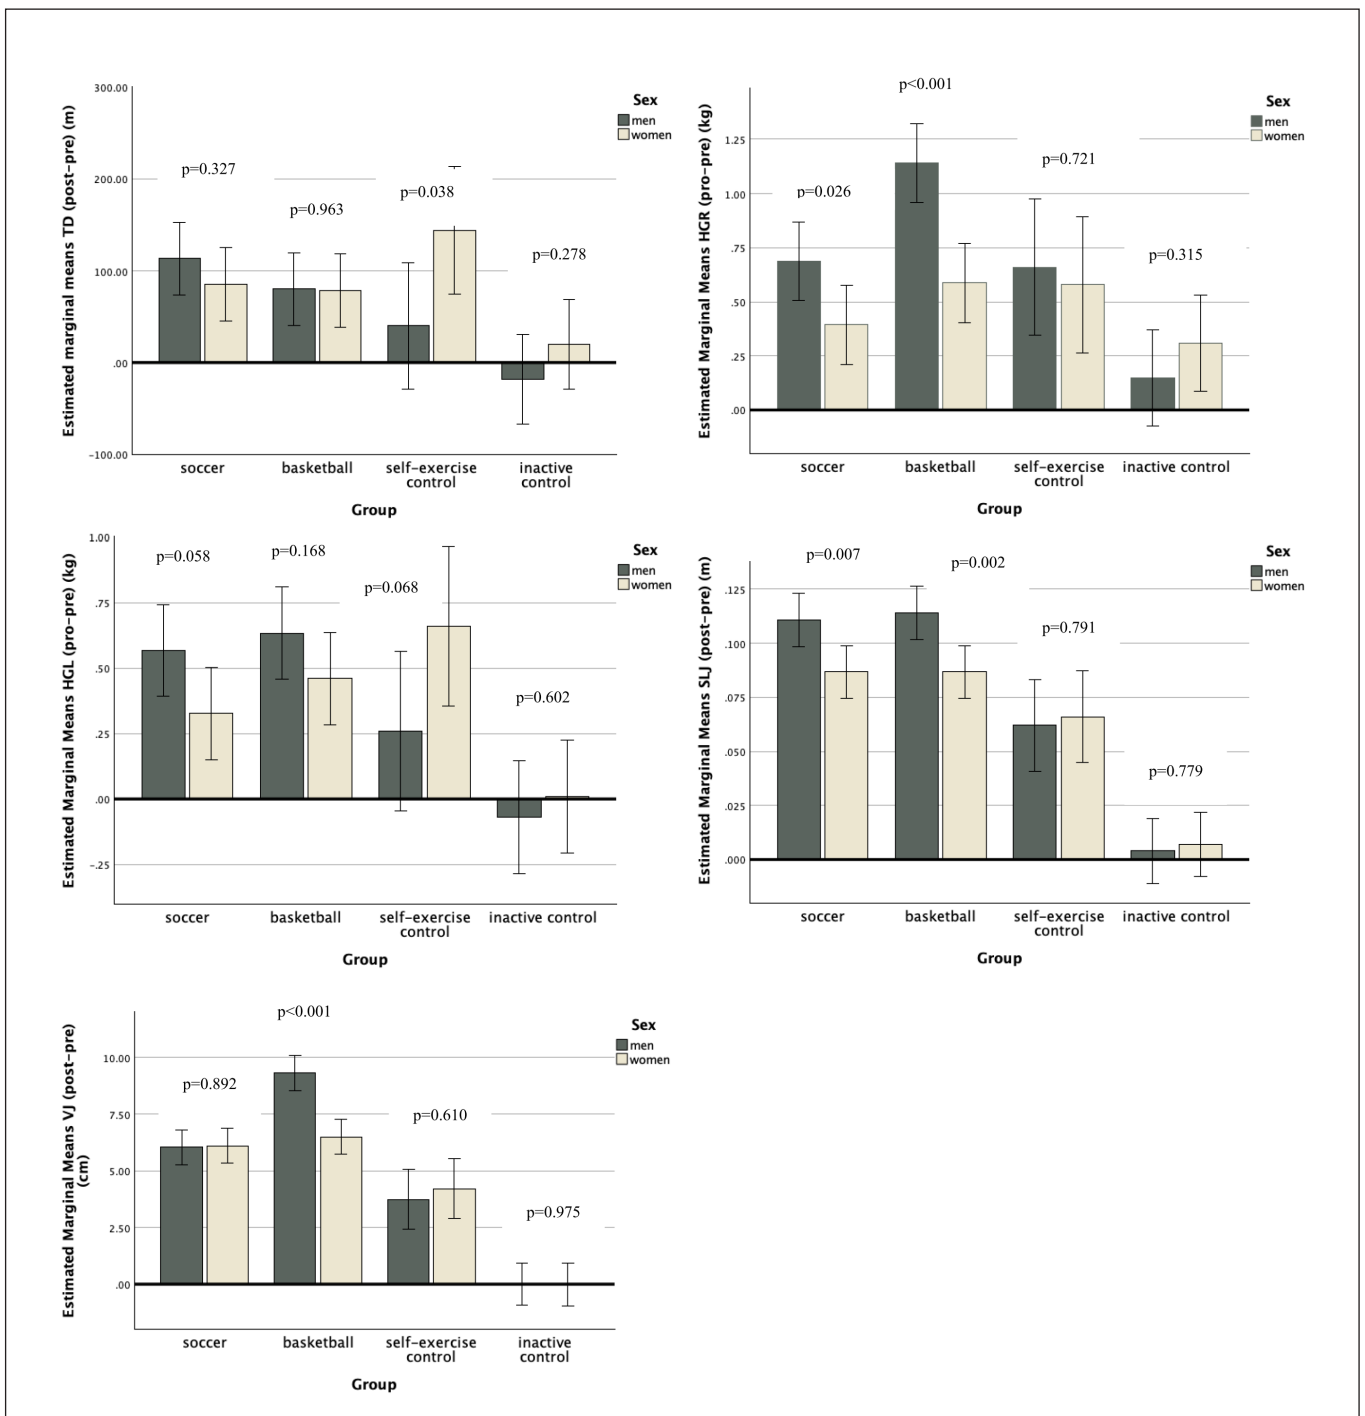 Estimated marginal means TD (post-pre) (m)
300.00
200.00
100.00
.00
-100.00
p=0.327
p=0.963
p=0.038
p=0.278
Sex
men
women
soccer
basketball
self-exercise
control
inactive
control
Group
Estimated Marginal Means HGR (pro-pre) (kg)
1.25
1.00
.75
.50
.25
.00
p=0.026
p<0.001
p=0.721
p=0.315
Sex
men
women
soccer
basketball
self-exercise
control
inactive control
Group
Estimated Marginal Means HGL (pro-pre) (kg)
1.00
.75
.50
.25
.00
-.25
p=0.058
p=0.168
p=0.068
p=0.602
Sex
men
women
soccer
basketball
self-exercise
control
inactive control
Group
Estimated Marginal Means SLJ (post-pre) (m)
.125
.100
.075
.050
.025
.000
p=0.007
p=0.002
p=0.791
p=0.779
Sex
men
women
soccer
basketball
self-exercise
control
inactive control
Group
Estimated Marginal Means VJ (post-pre)
(cm)
10.00
7.50
5.00
2.50
.00
p=0.892
p<0.001
p=0.610
p=0.975
Sex
men
women
soccer
basketball
self-exercise
control
inactive
control
Group